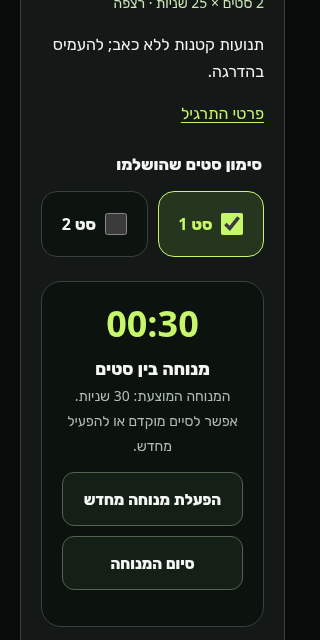 2 סטים × 25 שניות · רצפה
תנועות קטנות ללא כאב; להעמיס
בהדרגה.
פרטי התרגיל
סימון סטים שהושלמו
סט 1
סט 2
00:30
מנוחה בין סטים
המנוחה המוצעת: 30 שניות.
אפשר לסיים מוקדם או להפעיל
מחדש.
הפעלת מנוחה מחדש
סיום המנוחה